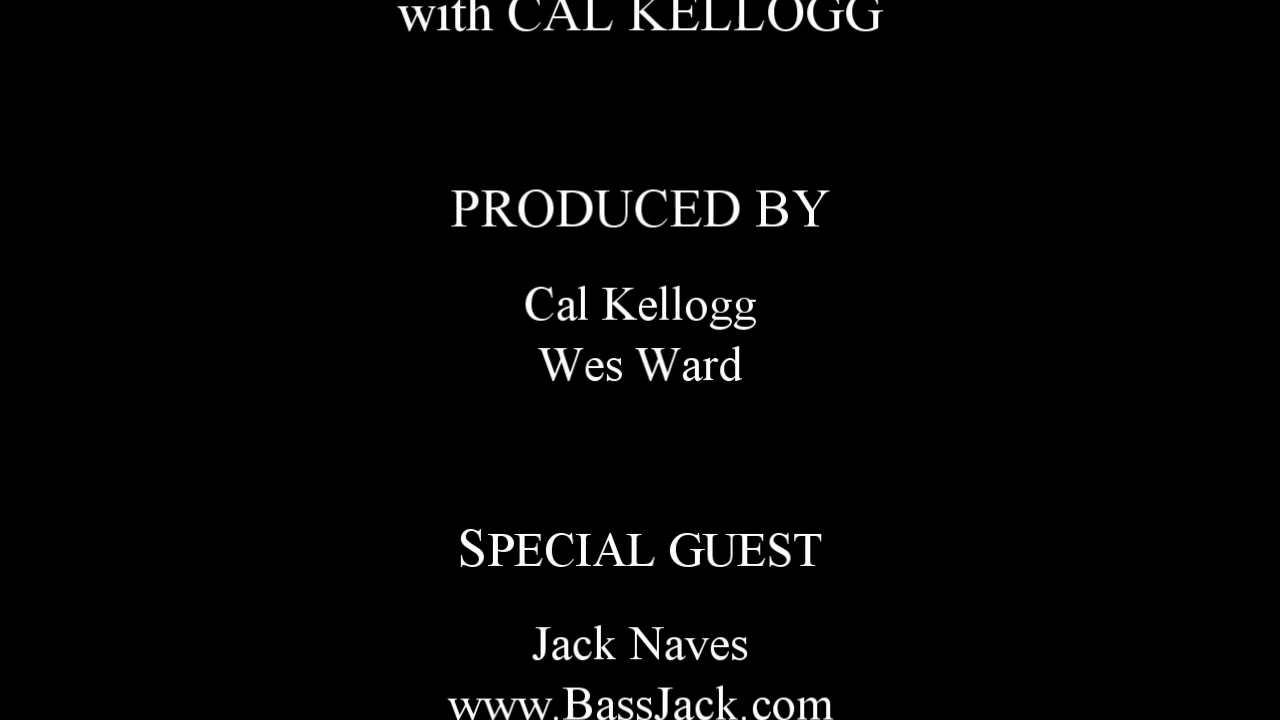 with CAL KELLOGG
PRODUCED BY
Cal Kellogg
Wes Ward
SPECIAL GUEST
Jack Naves
www.BassJack.com